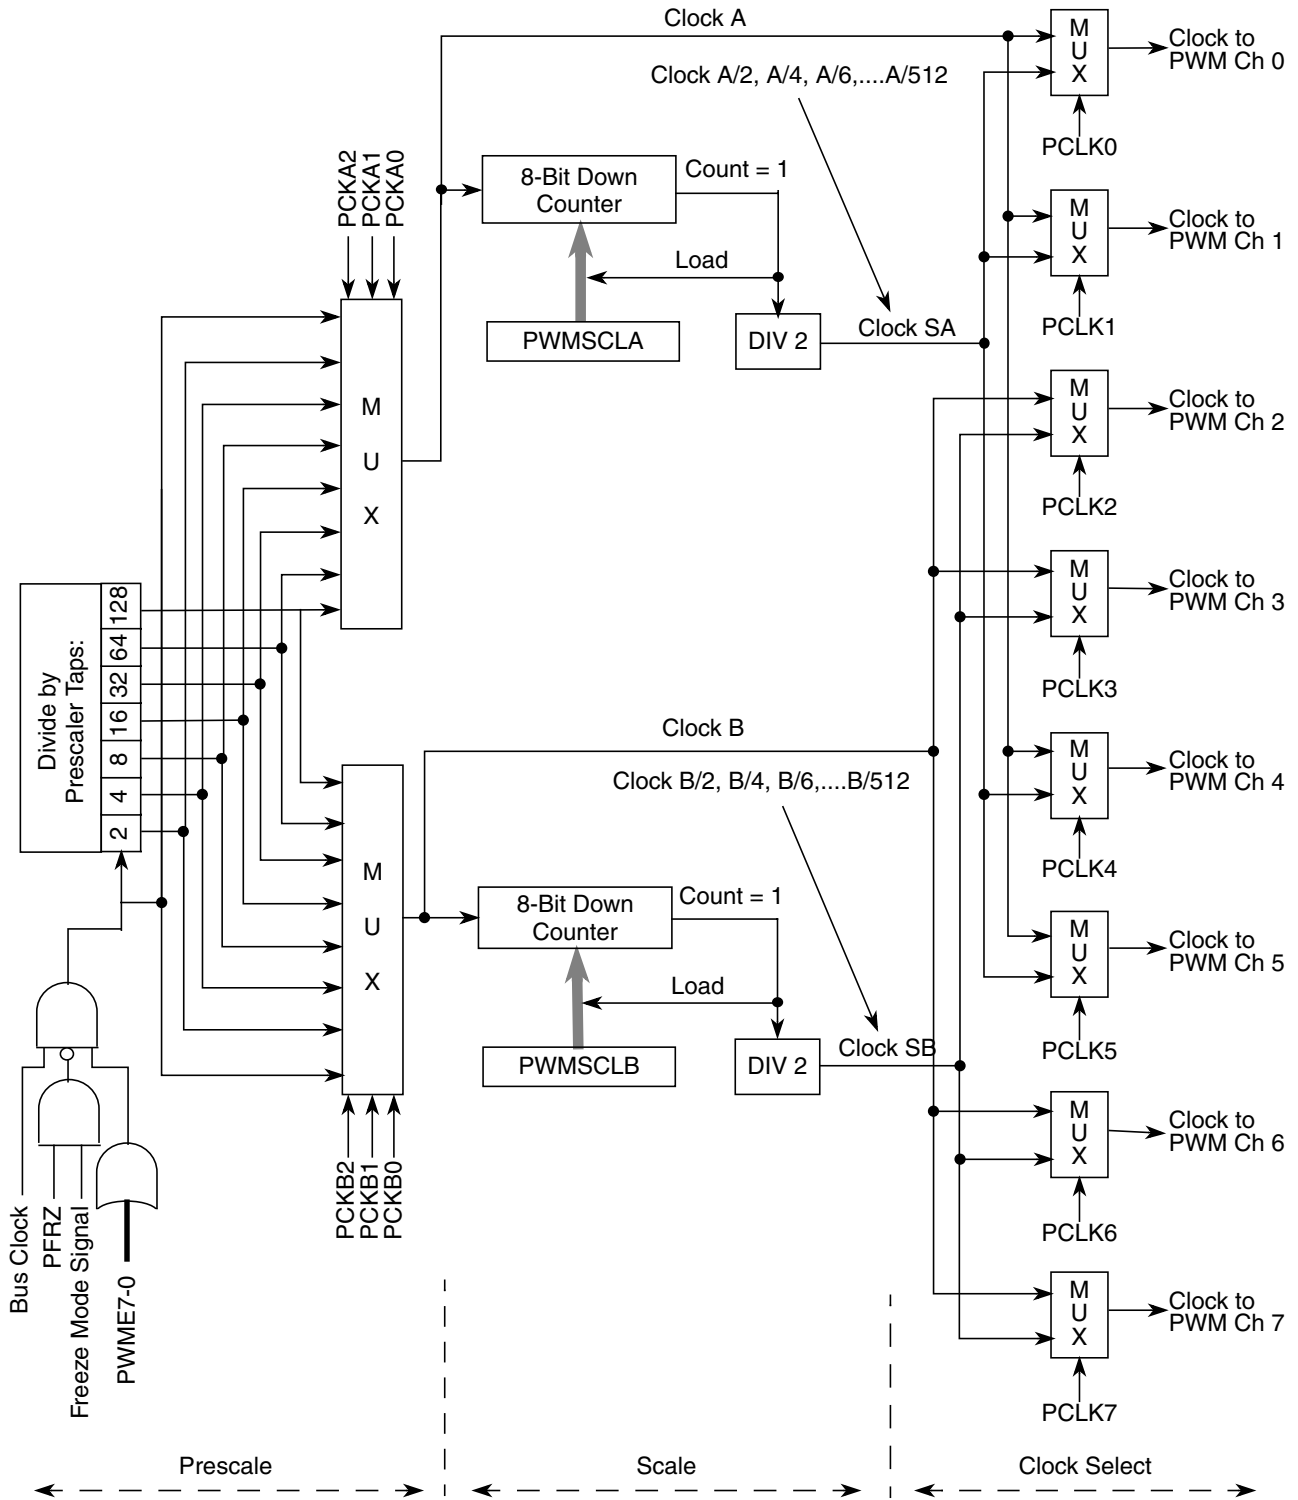 Clock A
Clock A/2, A/4, A/6,....A/512
M
U
X
Clock to
PWM Ch 0
PCLK0
PCKA2
PCKA1
PCKA0
8-Bit Down
Counter
Count = 1
Load
PWMSCLA
DIV 2
Clock SA
M
U
X
Clock to
PWM Ch 1
PCLK1
M
U
X
M
U
X
Clock to
PWM Ch 2
PCLK2
M
U
X
Clock to
PWM Ch 3
PCLK3
Divide by
Prescaler Taps:
128
64
32
16
8
4
2
Clock B
Clock B/2, B/4, B/6,....B/512
M
U
X
Clock to
PWM Ch 4
PCLK4
M
U
X
8-Bit Down
Counter
Count = 1
Load
PWMSCLB
DIV 2
Clock SB
M
U
X
Clock to
PWM Ch 5
PCLK5
PCKB2
PCKB1
PCKB0
M
U
X
Clock to
PWM Ch 6
PCLK6
Bus Clock
PFRZ
Freeze Mode Signal
PWME7-0
M
U
X
Clock to
PWM Ch 7
PCLK7
Prescale
Scale
Clock Select